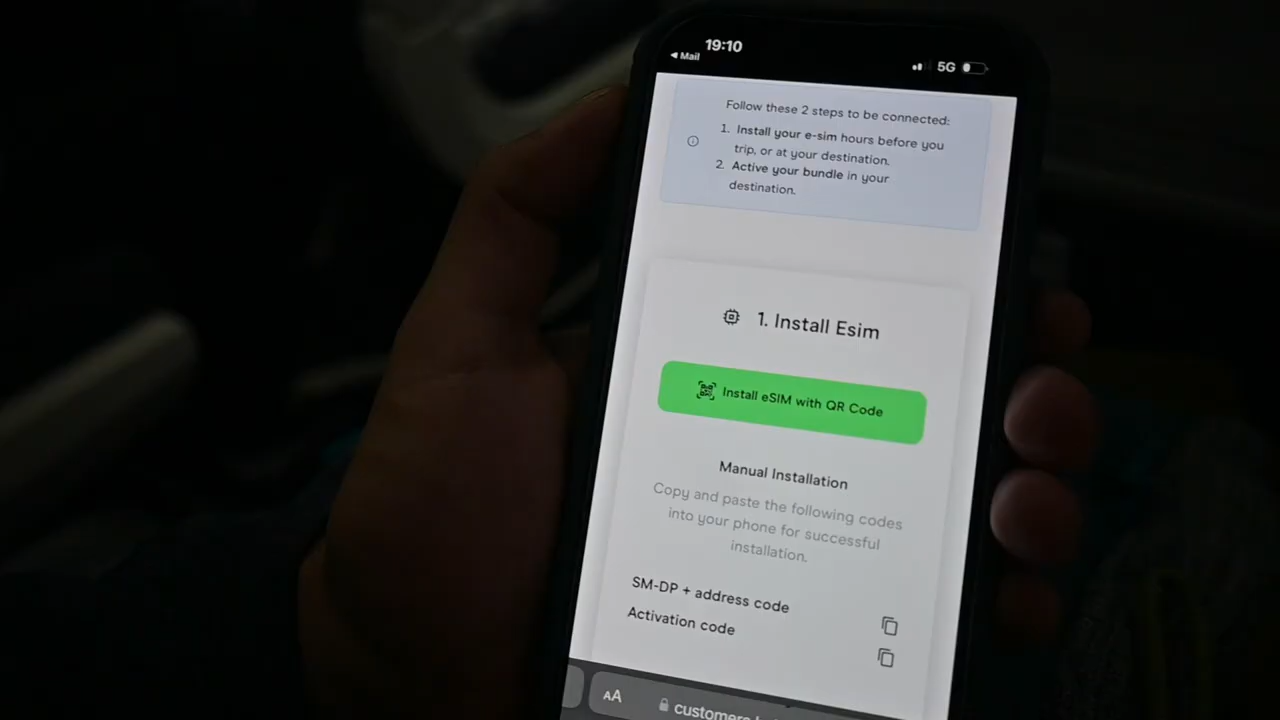 19:10
◀ Mail
5G
Follow these 2 steps to be connected:
1. Install your e-sim hours before you
trip, or at your destination.
2. Active your bundle in your
destination.
1. Install Esim
Install eSIM with QR Code
Manual Installation
Copy and paste the following codes
into your phone for successful
installation.
SM-DP + address code
Activation code
AA